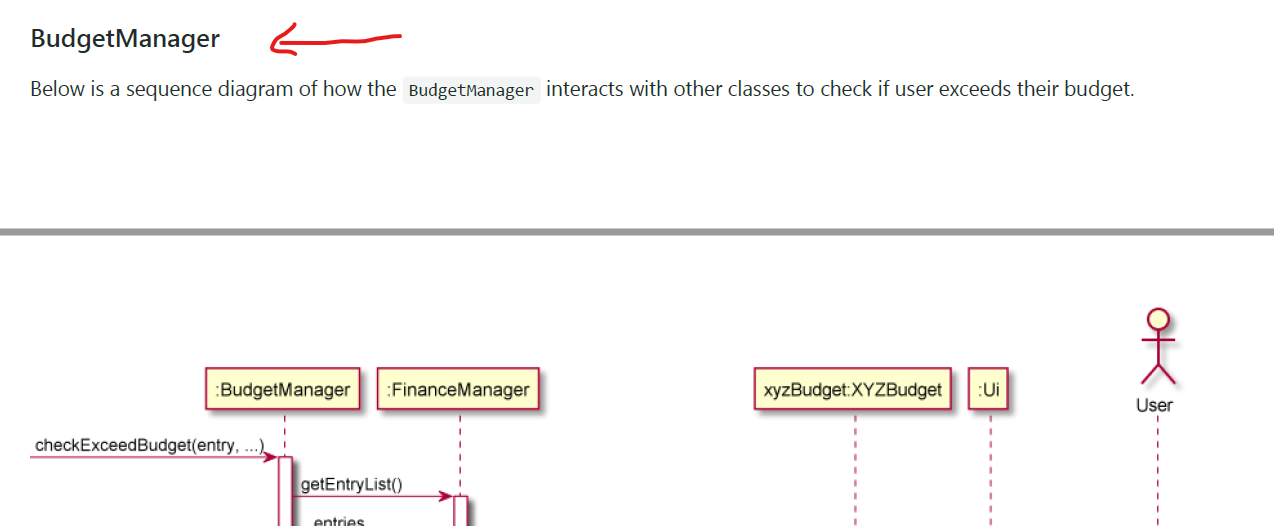 BudgetManager
Below is a sequence diagram of how the BudgetManager interacts with other classes to check if user exceeds their budget.
:BudgetManager
:FinanceManager
xyzBudget:XYZBudget
:Ui
User
checkExceedBudget(entry, ...)
getEntryList()
entries